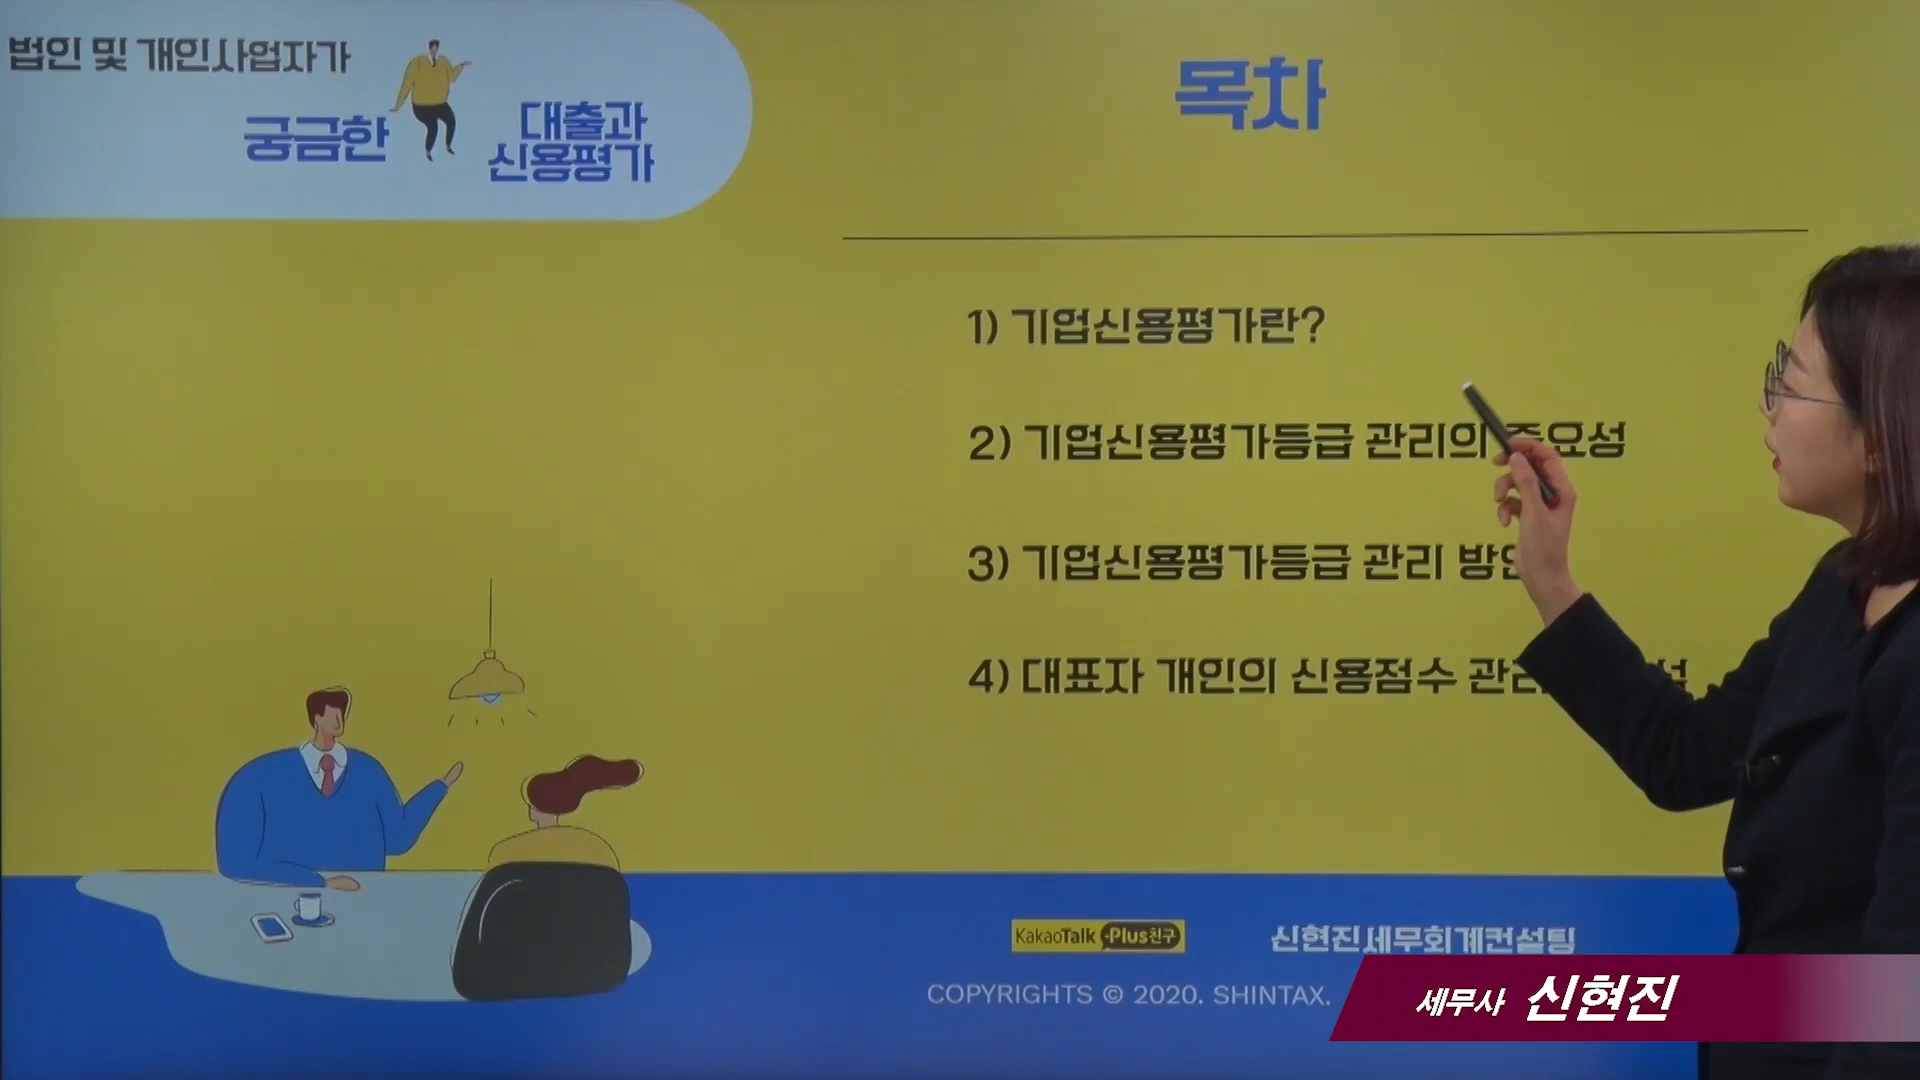 법인 및 개인사업자가
궁금한
대출과
신용평가
목차
1) 기업신용평가란?
2) 기업신용평가등급 관리의 중요성
3) 기업신용평가등급 관리 방안
4) 대표자 개인의 신용점수 관리
KakaoTalk Plus친구
신현진세무회계컨설팅
COPYRIGHTS © 2020. SHINTAX.
세무사 신현진